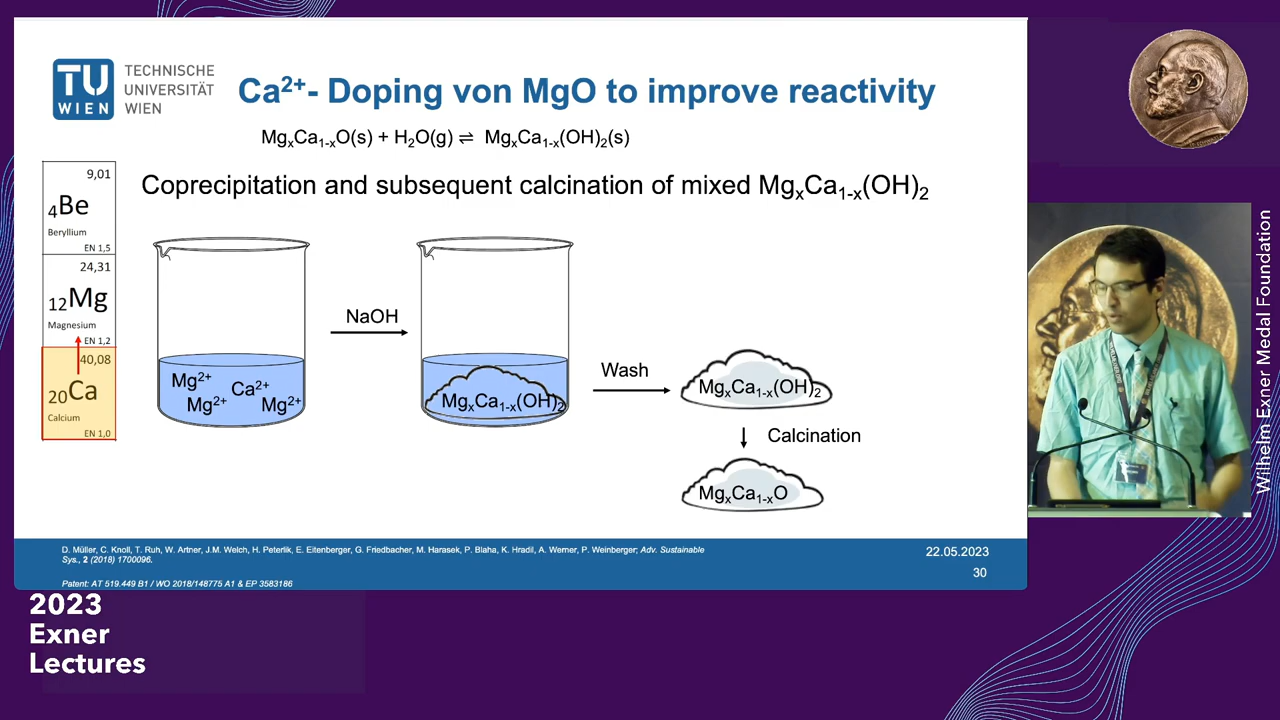 TU
WIEN
TECHNISCHE
UNIVERSITÄT
WIEN
Ca²⁺- Doping von MgO to improve reactivity
MgₓCa₁₋ₓO(s) + H₂O(g) ⇌ MgₓCa₁₋ₓ(OH)₂(s)
Coprecipitation and subsequent calcination of mixed MgₓCa₁₋ₓ(OH)₂
9,01
₄Be
Beryllium
EN 1,5
24,31
₁₂Mg
Magnesium
EN 1,2
40,08
₂₀Ca
Calcium
EN 1,0
Mg²⁺
Ca²⁺
Mg²⁺
Mg²⁺
NaOH
MgₓCa₁₋ₓ(OH)₂
Wash
MgₓCa₁₋ₓ(OH)₂
Calcination
MgₓCa₁₋ₓO
D. Müller, C. Knoll, T. Ruh, W. Artner, J.M. Welch, H. Peterlik, E. Eitenberger, G. Friedbacher, M. Harasek, P. Blaha, K. Hradil, A. Werner, P. Weinberger; Adv. Sustainable
Sys., 2 (2018) 1700096.
Patent: AT 519.449 B1 / WO 2018/148775 A1 & EP 3583186
22.05.2023
30
2023
Exner
Lectures
Wilhelm Exner Medal Foundation